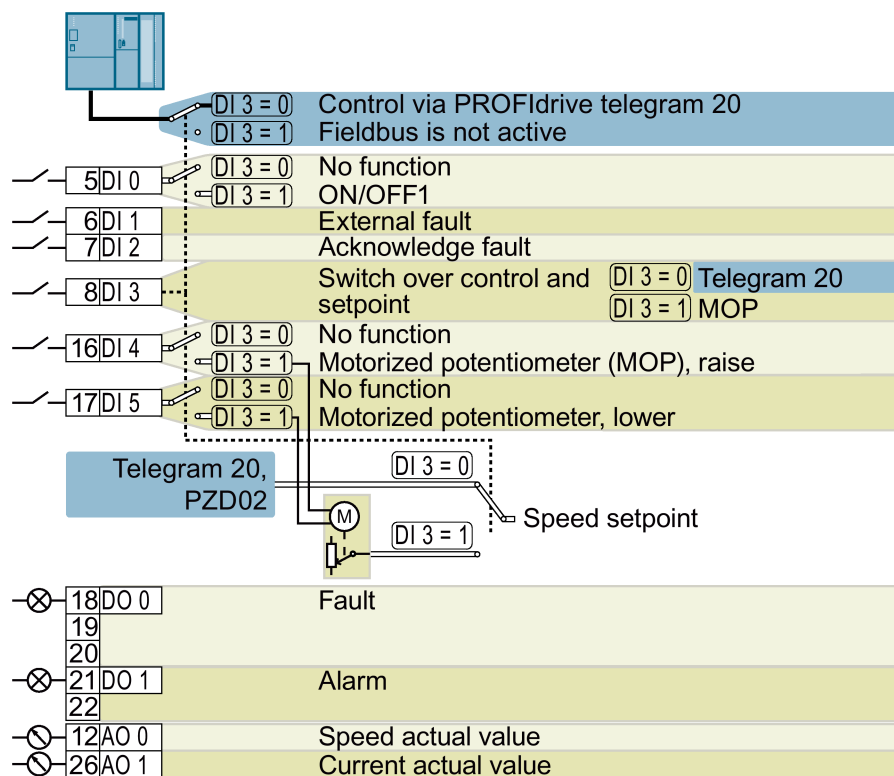 DI 3 = 0 Control via PROFIdrive telegram 20
DI 3 = 1 Fieldbus is not active
DI 3 = 0 No function
5 DI 0
DI 3 = 1 ON/OFF1
6 DI 1 External fault
7 DI 2 Acknowledge fault
Switch over control and DI 3 = 0 Telegram 20
8 DI 3
setpoint DI 3 = 1 MOP
DI 3 = 0 No function
16 DI 4
DI 3 = 1 Motorized potentiometer (MOP), raise
DI 3 = 0 No function
17 DI 5
DI 3 = 1 Motorized potentiometer, lower
Telegram 20, DI 3 = 0
PZD02
M Speed setpoint
DI 3 = 1
18 DO 0 Fault
19
20
21 DO 1 Alarm
22
12 AO 0 Speed actual value
26 AO 1 Current actual value